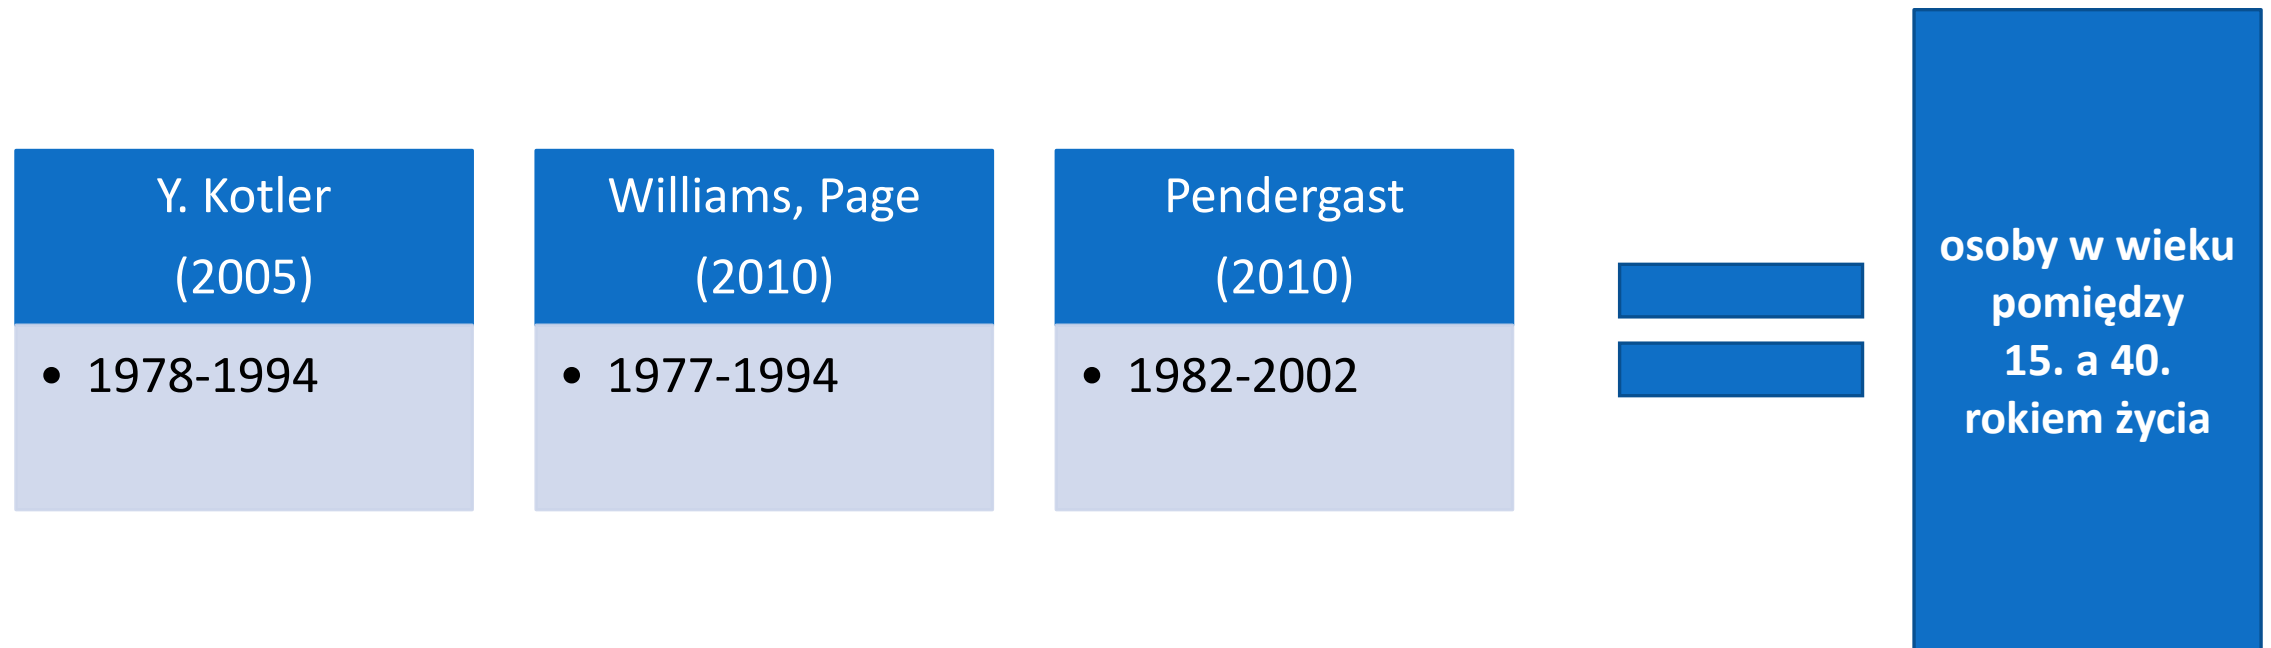 Y. Kotler
(2005)
• 1978-1994
Williams, Page
(2010)
• 1977-1994
Pendergast
(2010)
• 1982-2002
osoby w wieku
pomiędzy
15. a 40.
rokiem życia